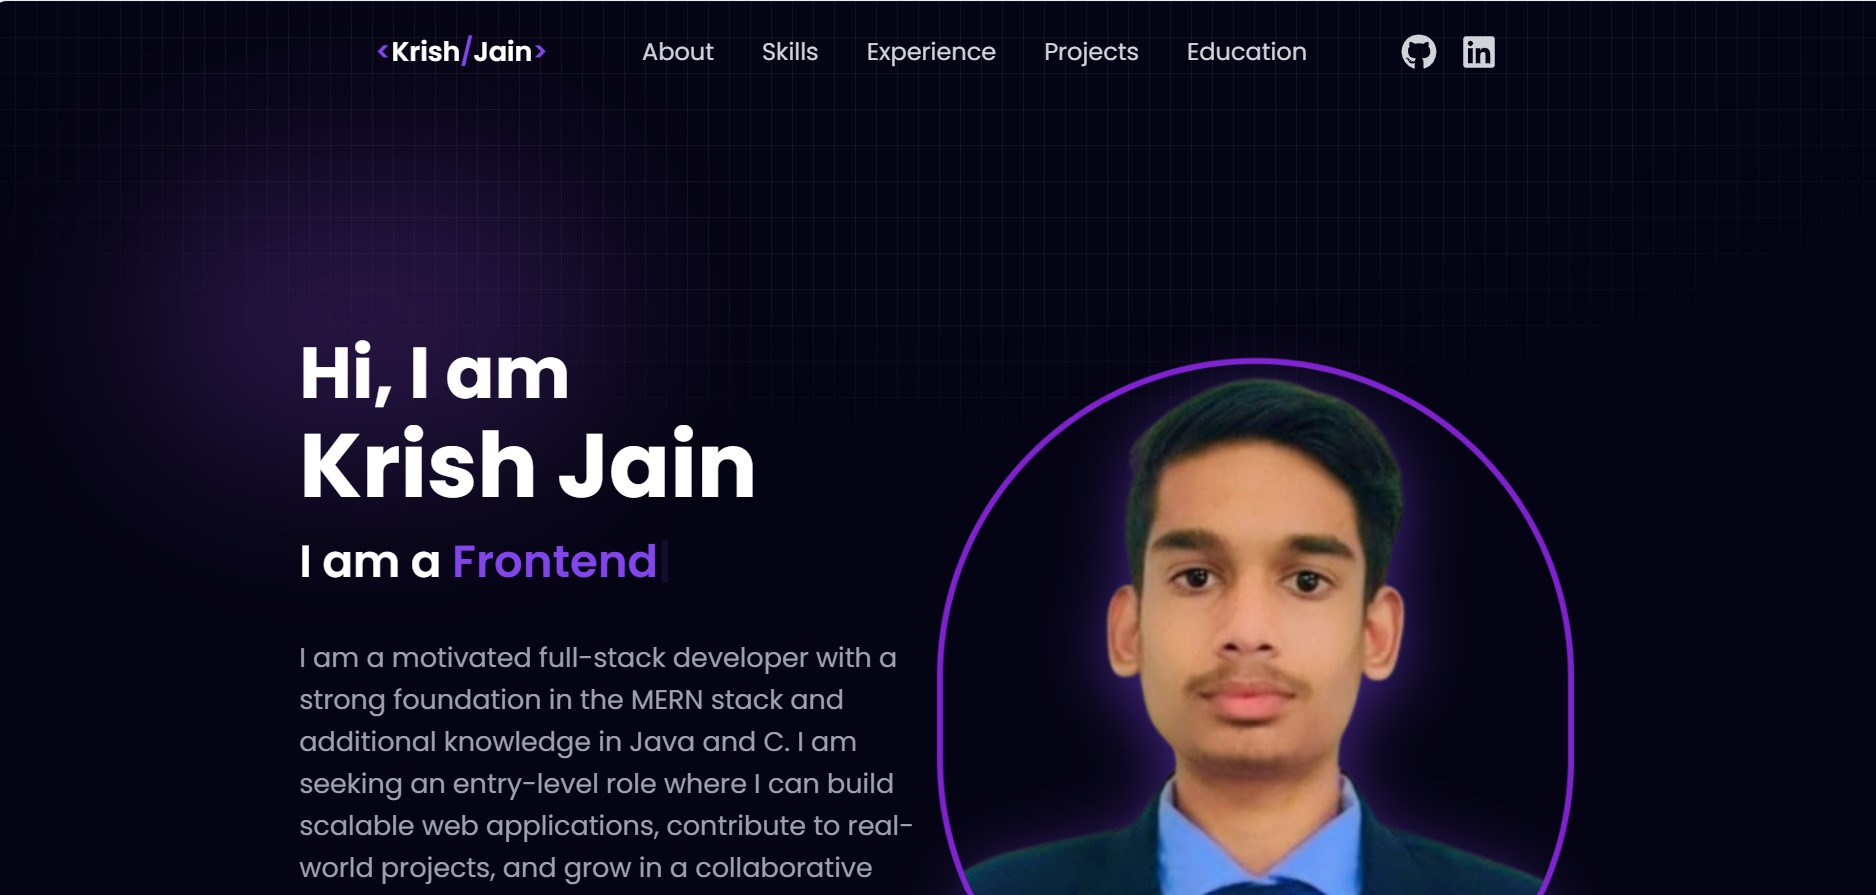 <Krish/Jain>
About
Skills
Experience
Projects
Education
in
Hi, I am
Krish Jain
I am a Frontend
I am a motivated full-stack developer with a
strong foundation in the MERN stack and
additional knowledge in Java and C. I am
seeking an entry-level role where I can build
scalable web applications, contribute to real-
world projects, and grow in a collaborative